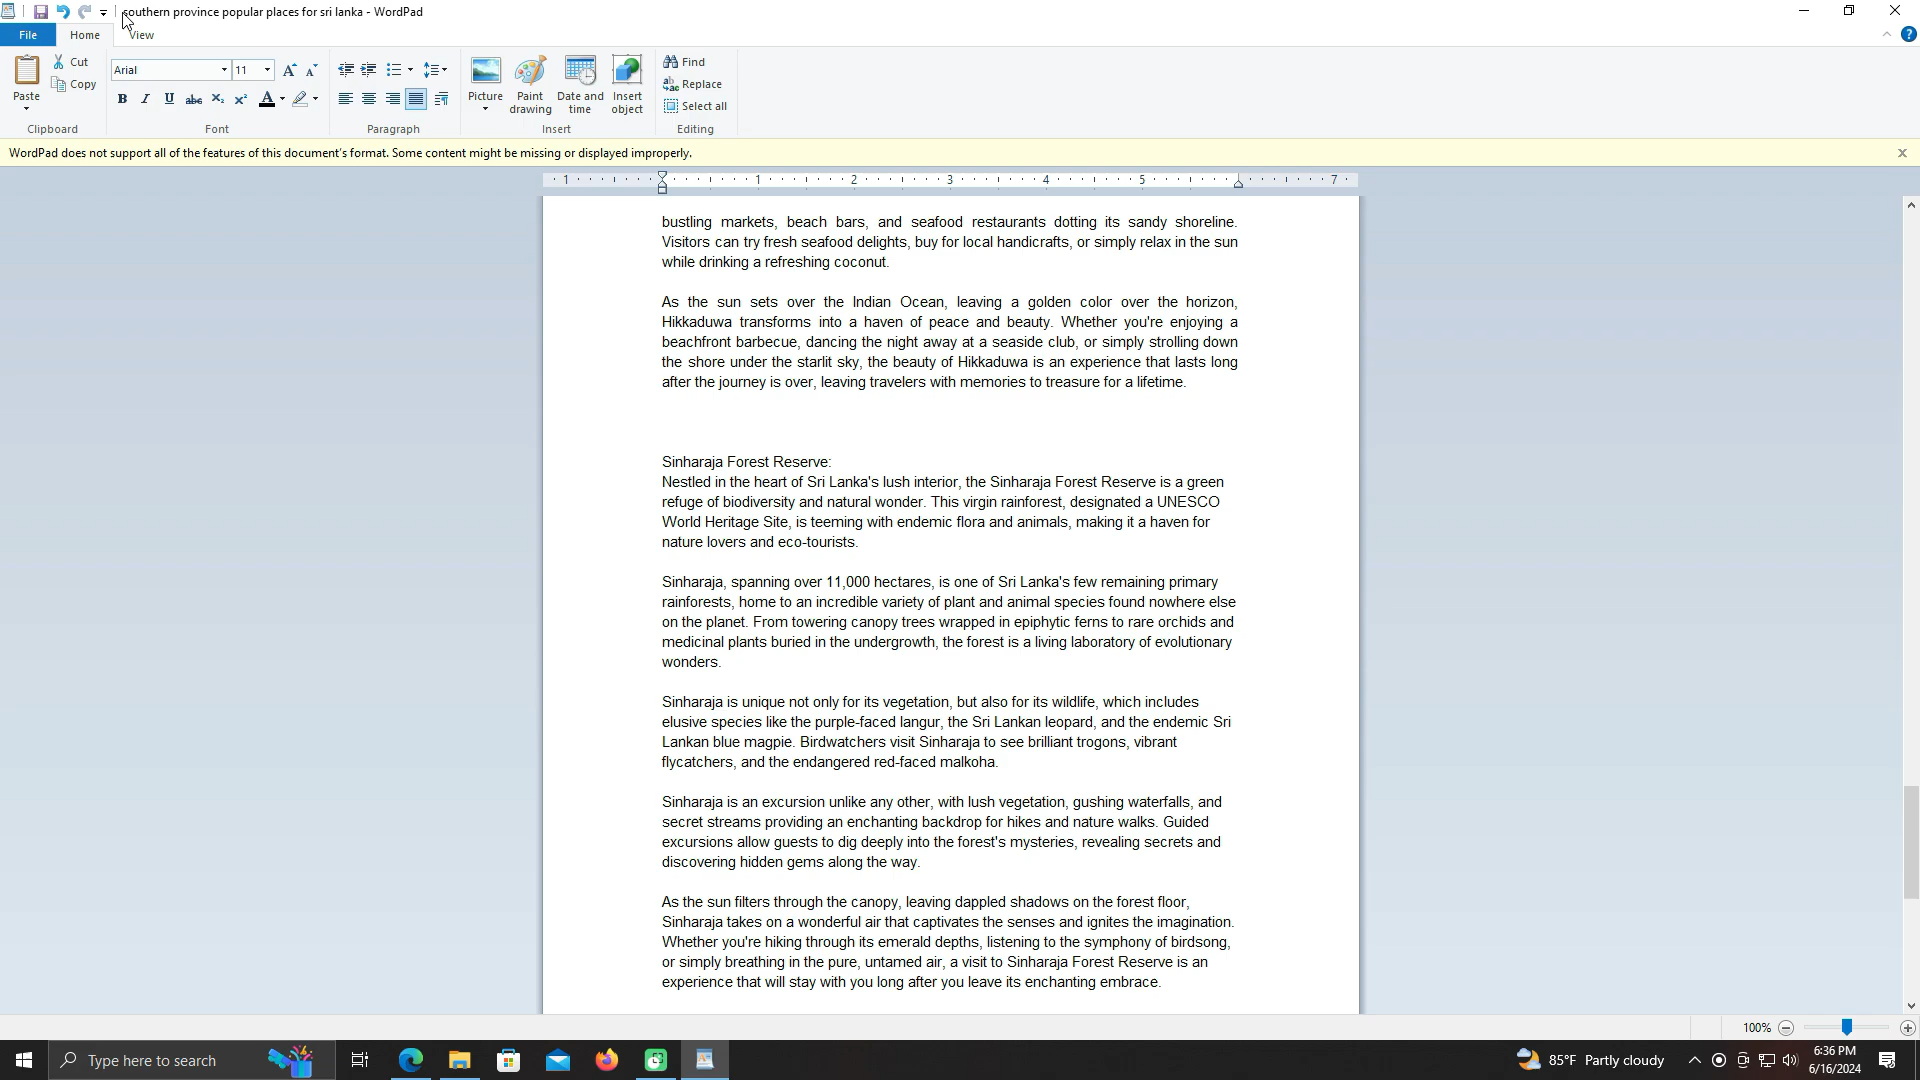 southern province popular places for sri lanka - WordPad
File Home View
Paste Cut Copy
Arial 11
B I U abc X₂ X² A
Picture Paint drawing Date and time Insert object
Find
Replace
Select all
Clipboard Font Paragraph Insert Editing
WordPad does not support all of the features of this document's format. Some content might be missing or displayed improperly.
1 1 2 3 4 5 7
bustling markets, beach bars, and seafood restaurants dotting its sandy shoreline.
Visitors can try fresh seafood delights, buy for local handicrafts, or simply relax in the sun
while drinking a refreshing coconut.
As the sun sets over the Indian Ocean, leaving a golden color over the horizon,
Hikkaduwa transforms into a haven of peace and beauty. Whether you're enjoying a
beachfront barbecue, dancing the night away at a seaside club, or simply strolling down
the shore under the starlit sky, the beauty of Hikkaduwa is an experience that lasts long
after the journey is over, leaving travelers with memories to treasure for a lifetime.
Sinharaja Forest Reserve:
Nestled in the heart of Sri Lanka's lush interior, the Sinharaja Forest Reserve is a green
refuge of biodiversity and natural wonder. This virgin rainforest, designated a UNESCO
World Heritage Site, is teeming with endemic flora and animals, making it a haven for
nature lovers and eco-tourists.
Sinharaja, spanning over 11,000 hectares, is one of Sri Lanka's few remaining primary
rainforests, home to an incredible variety of plant and animal species found nowhere else
on the planet. From towering canopy trees wrapped in epiphytic ferns to rare orchids and
medicinal plants buried in the undergrowth, the forest is a living laboratory of evolutionary
wonders.
Sinharaja is unique not only for its vegetation, but also for its wildlife, which includes
elusive species like the purple-faced langur, the Sri Lankan leopard, and the endemic Sri
Lankan blue magpie. Birdwatchers visit Sinharaja to see brilliant trogons, vibrant
flycatchers, and the endangered red-faced malkoha.
Sinharaja is an excursion unlike any other, with lush vegetation, gushing waterfalls, and
secret streams providing an enchanting backdrop for hikes and nature walks. Guided
excursions allow guests to dig deeply into the forest's mysteries, revealing secrets and
discovering hidden gems along the way.
As the sun filters through the canopy, leaving dappled shadows on the forest floor,
Sinharaja takes on a wonderful air that captivates the senses and ignites the imagination.
Whether you're hiking through its emerald depths, listening to the symphony of birdsong,
or simply breathing in the pure, untamed air, a visit to Sinharaja Forest Reserve is an
experience that will stay with you long after you leave its enchanting embrace.
100%
Type here to search
85°F Partly cloudy
6:36 PM
6/16/2024